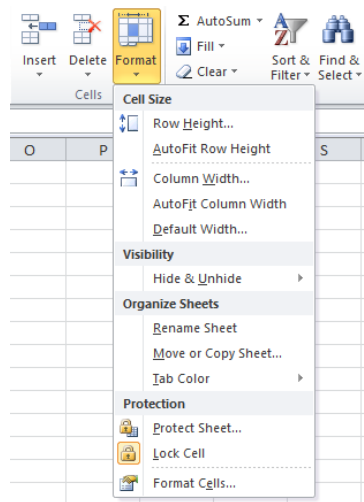 Insert Delete Format
Σ AutoSum
Fill
Clear
Sort & Filter
Find & Select
Cells
O P S
Cell Size
Row Height...
AutoFit Row Height
Column Width...
AutoFit Column Width
Default Width...
Visibility
Hide & Unhide
Organize Sheets
Rename Sheet
Move or Copy Sheet...
Tab Color
Protection
Protect Sheet...
Lock Cell
Format Cells...